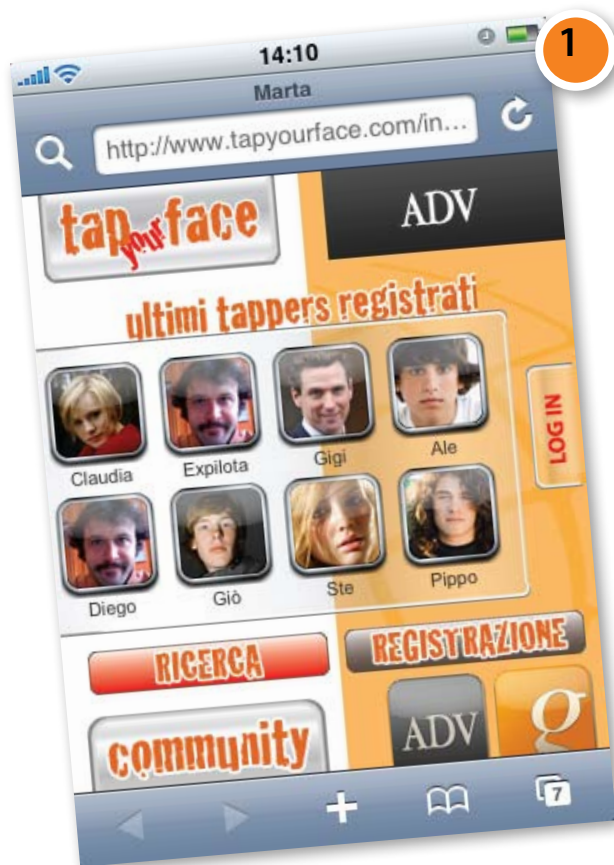 1
14:10
Marta
http://www.tapyourface.com/in...
tap your face
ADV
ultimi tappers registrati
Claudia Expilota Gigi Ale
LOG IN
Diego Giò Ste Pippo
RICERCA REGISTRAZIONE
community ADV g
7